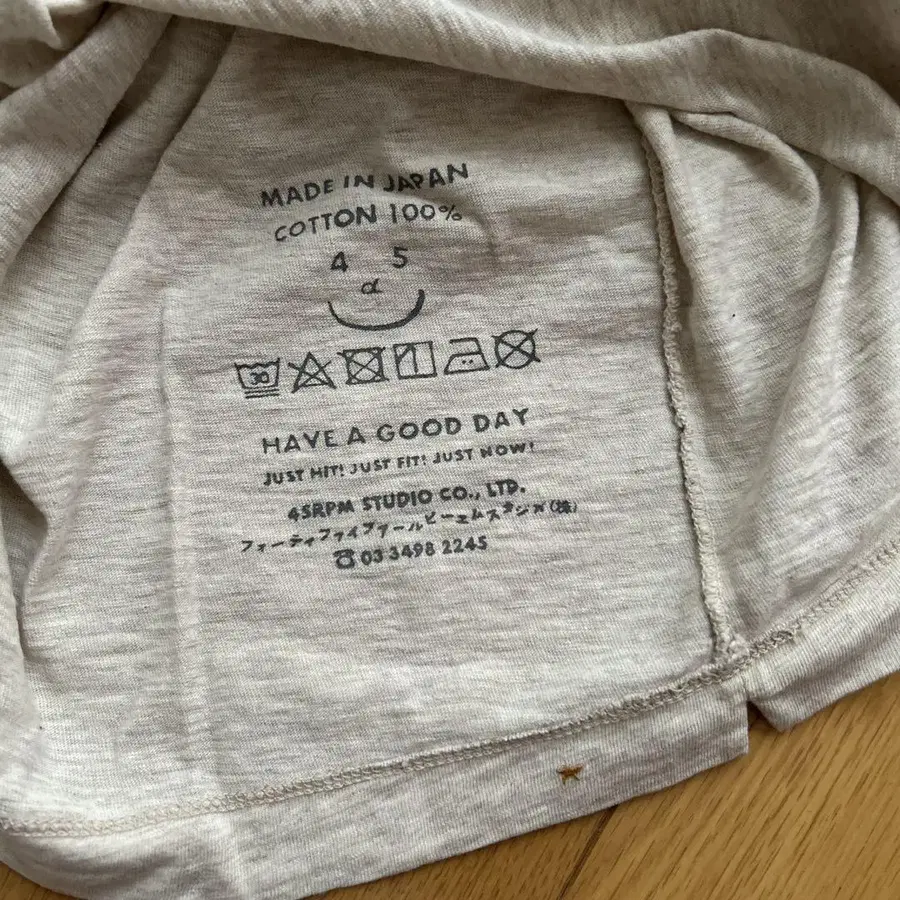 MADE IN JAPAN
COTTON 100%
4 5
α
30
HAVE A GOOD DAY
JUST HIT! JUST FIT! JUST NOW!
45RPM STUDIO CO., LTD.
フォーティファイブアールピーエムスタジオ(株)
☎03 3498 2245